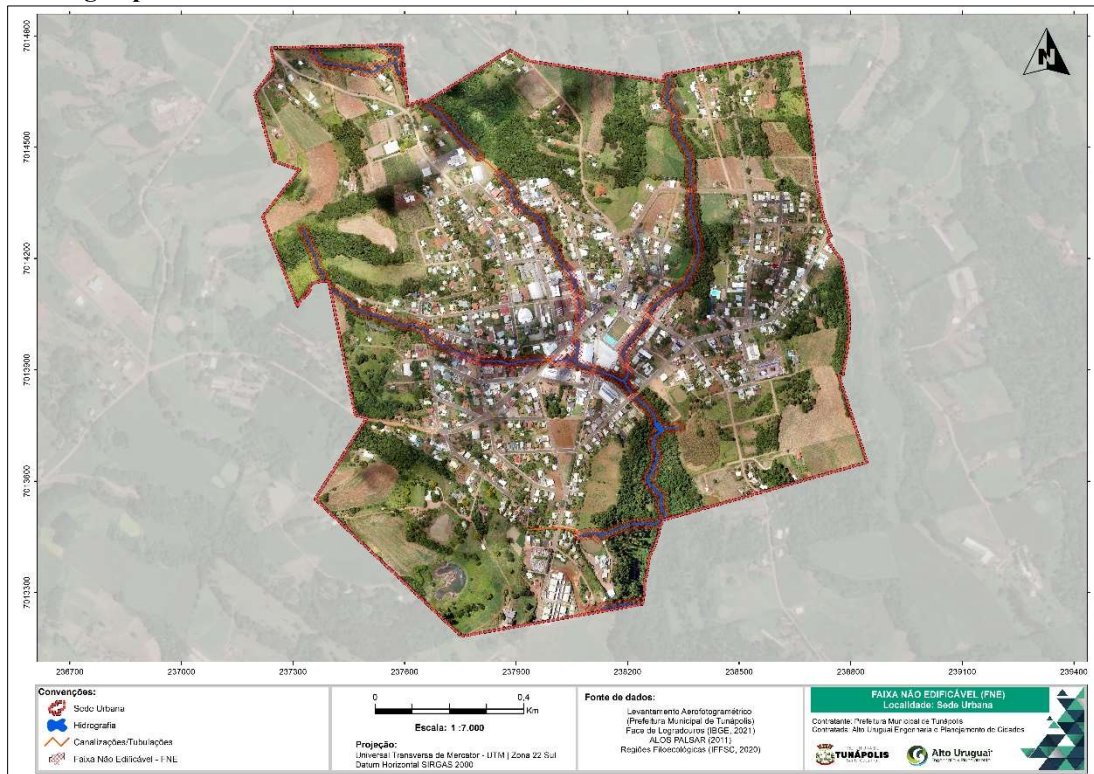 7014800
7014500
7014200
7013900
7013600
7013300
N
236700
237000
237300
237600
237900
238200
238500
238800
239100
239400
Convenções:
Sede Urbana
Hidrografia
Canalizações/Tubulações
Faixa Não Edificável - FNE
0 0,4
Km
Escala: 1 :7.000
Projeção:
Universal Transversa de Mercator - UTM | Zona 22 Sul
Datum Horizontal SIRGAS 2000
Fonte de dados:
Levantamento Aerofotogramétrico
(Prefeitura Municipal de Tunápolis)
Face de Logradouros (IBGE, 2021)
ALOS PALSAR (2011)
Regiões Fitoecológicas (IFFSC, 2020)
FAIXA NÃO EDIFICÁVEL (FNE)
Localidade: Sede Urbana
Contratante: Prefeitura Municipal de Tunápolis
Contratada: Alto Uruguai Engenharia e Planejamento de Cidades
TUNÁPOLIS
Alto Uruguai